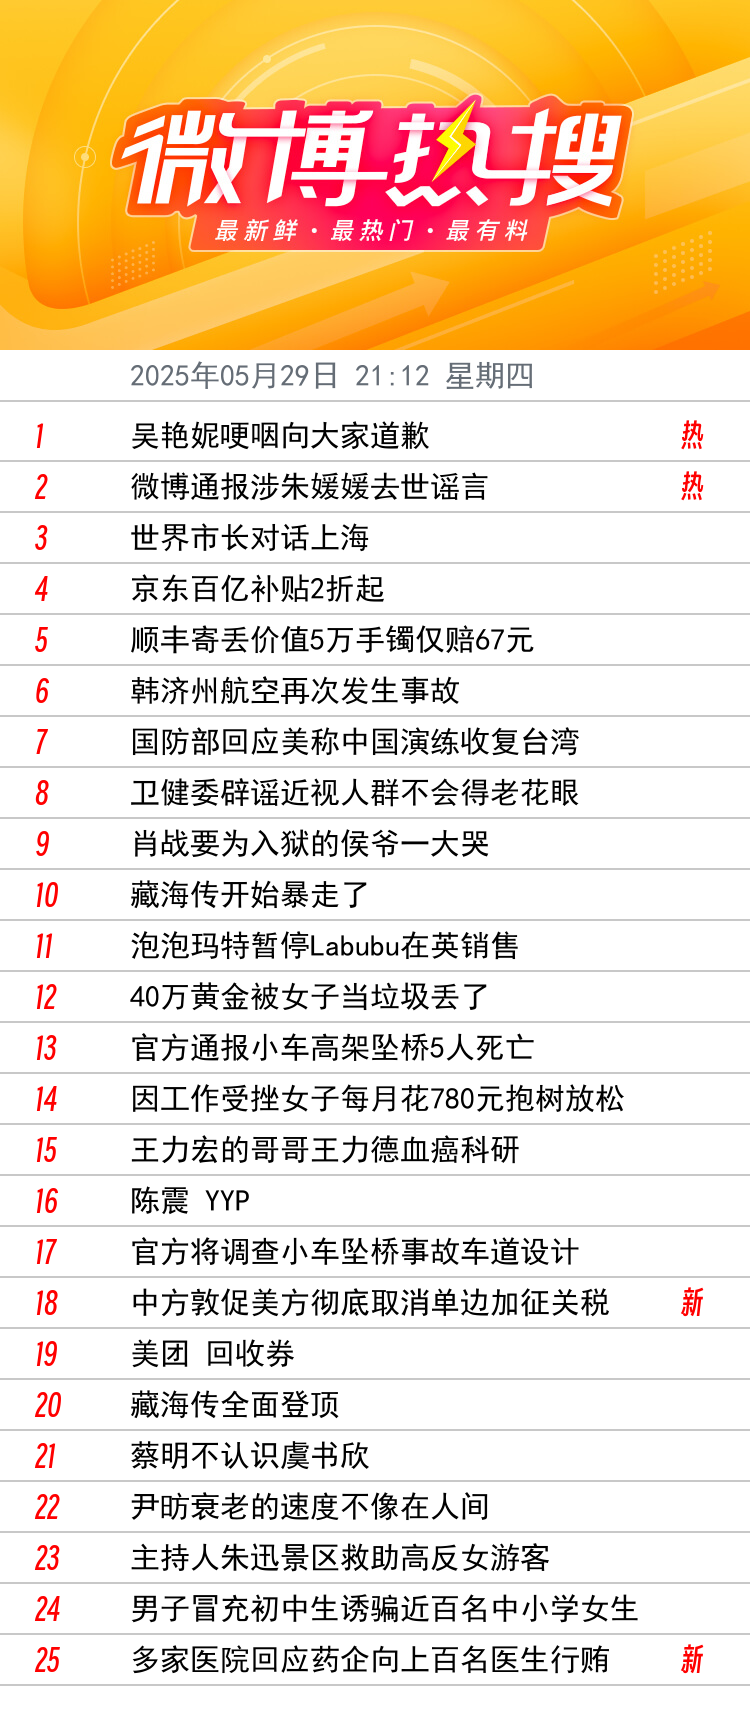 微博热搜
最新鲜·最热门·最有料
2025年05月29日 21:12 星期四
1 吴艳妮哽咽向大家道歉 热
2 微博通报涉朱媛媛去世谣言 热
3 世界市长对话上海
4 京东百亿补贴2折起
5 顺丰寄丢价值5万手镯仅赔67元
6 韩济州航空再次发生事故
7 国防部回应美称中国演练收复台湾
8 卫健委辟谣近视人群不会得老花眼
9 肖战要为入狱的侯爷一大哭
10 藏海传开始暴走了
11 泡泡玛特暂停Labubu在英销售
12 40万黄金被女子当垃圾丢了
13 官方通报小车高架坠桥5人死亡
14 因工作受挫女子每月花780元抱树放松
15 王力宏的哥哥王力德血癌科研
16 陈震 YYP
17 官方将调查小车坠桥事故车道设计
18 中方敦促美方彻底取消单边加征关税 新
19 美团 回收券
20 藏海传全面登顶
21 蔡明不认识虞书欣
22 尹昉衰老的速度不像在人间
23 主持人朱迅景区救助高反女游客
24 男子冒充初中生诱骗近百名中小学女生
25 多家医院回应药企向上百名医生行贿 新